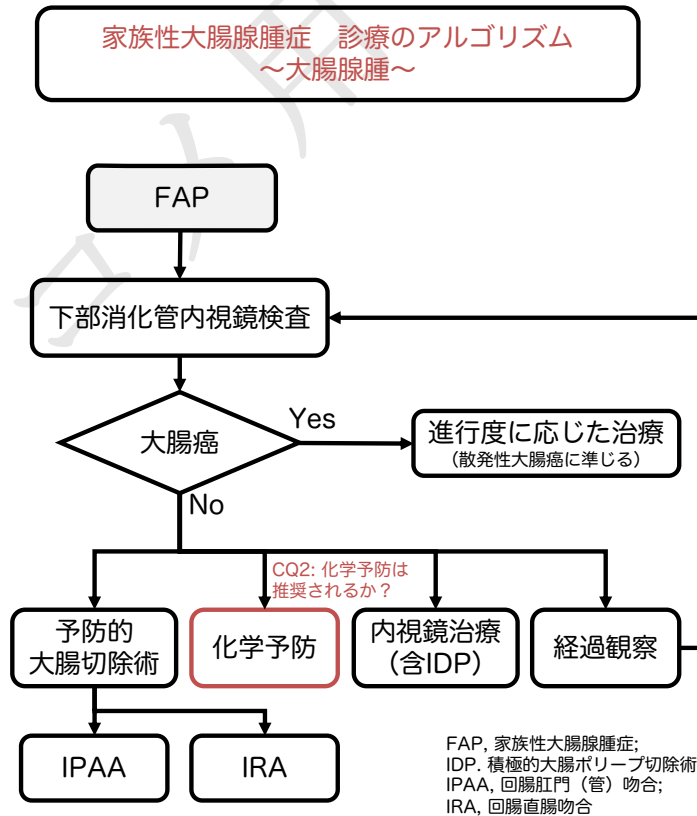 家族性大腸腺腫症　診療のアルゴリズム
～大腸腺腫～
FAP
下部消化管内視鏡検査
大腸癌
Yes
進行度に応じた治療
(散発性大腸癌に準じる)
No
CQ2: 化学予防は
推奨されるか？
予防的
大腸切除術
化学予防
内視鏡治療
(含IDP)
経過観察
IPAA
IRA
FAP, 家族性大腸腺腫症;
IDP. 積極的大腸ポリープ切除術
IPAA, 回腸肛門（管）吻合;
IRA, 回腸直腸吻合